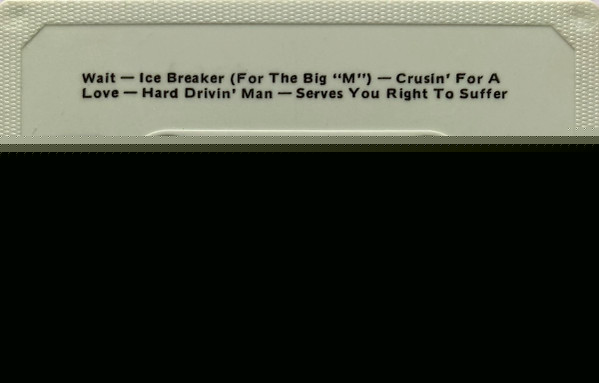 Wait — Ice Breaker (For The Big “M”) — Crusin’ For A
Love — Hard Drivin’ Man — Serves You Right To Suffer